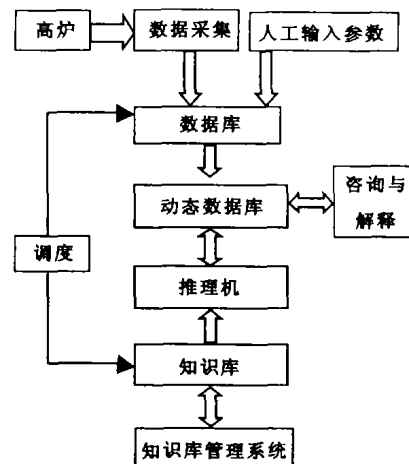 高炉
数据采集
人工输入参数
数据库
动态数据库
咨询与
解释
调度
推理机
知识库
知识库管理系统